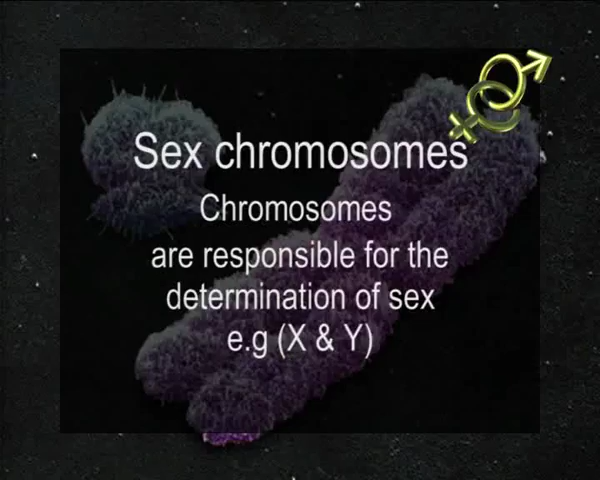 Sex chromosomes
Chromosomes
are responsible for the
determination of sex
e.g (X & Y)